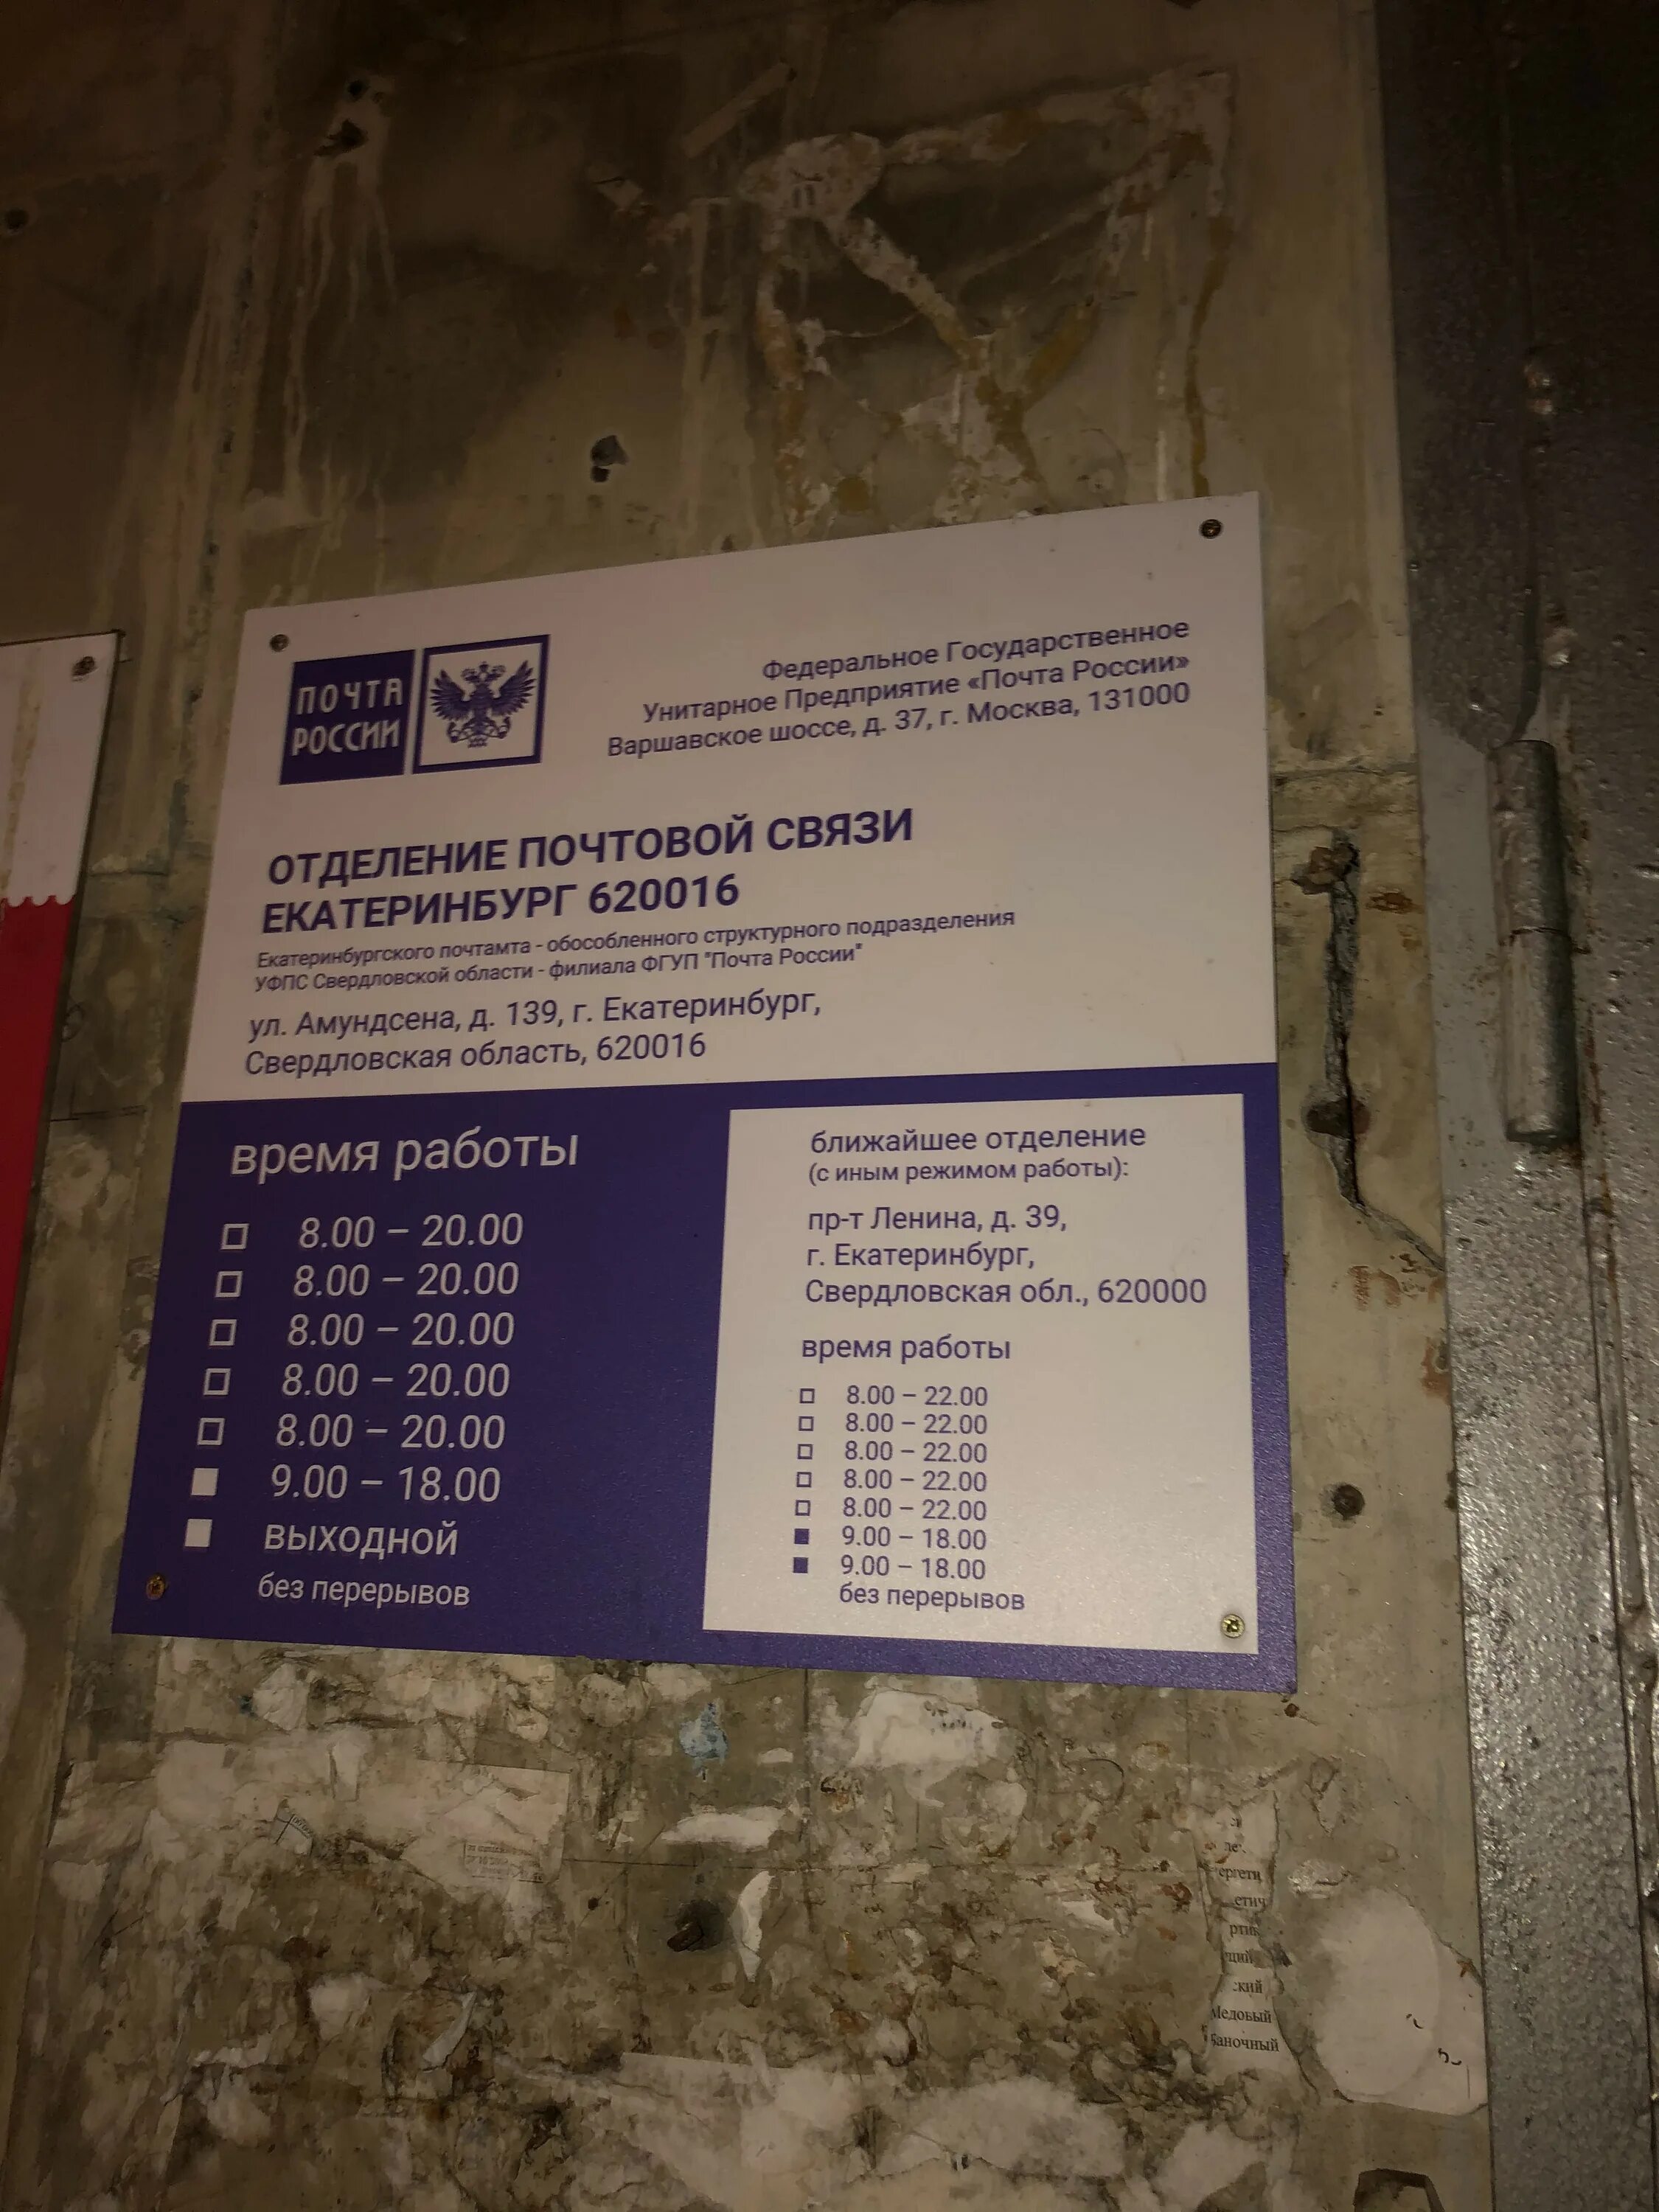 ПОЧТА
РОССИИ
Федеральное Государственное
Унитарное Предприятие «Почта России»
Варшавское шоссе, д. 37, г. Москва, 131000
ОТДЕЛЕНИЕ ПОЧТОВОЙ СВЯЗИ
ЕКАТЕРИНБУРГ 620016
Екатеринбургского почтамта - обособленного структурного подразделения
УФПС Свердловской области - филиала ФГУП "Почта России"
ул. Амундсена, д. 139, г. Екатеринбург,
Свердловская область, 620016
время работы
8.00 – 20.00
8.00 – 20.00
8.00 – 20.00
8.00 – 20.00
8.00 – 20.00
9.00 – 18.00
выходной
без перерывов
ближайшее отделение
(с иным режимом работы):
пр-т Ленина, д. 39,
г. Екатеринбург,
Свердловская обл., 620000
время работы
8.00 – 22.00
8.00 – 22.00
8.00 – 22.00
8.00 – 22.00
8.00 – 22.00
9.00 – 18.00
9.00 – 18.00
без перерывов
Медовый